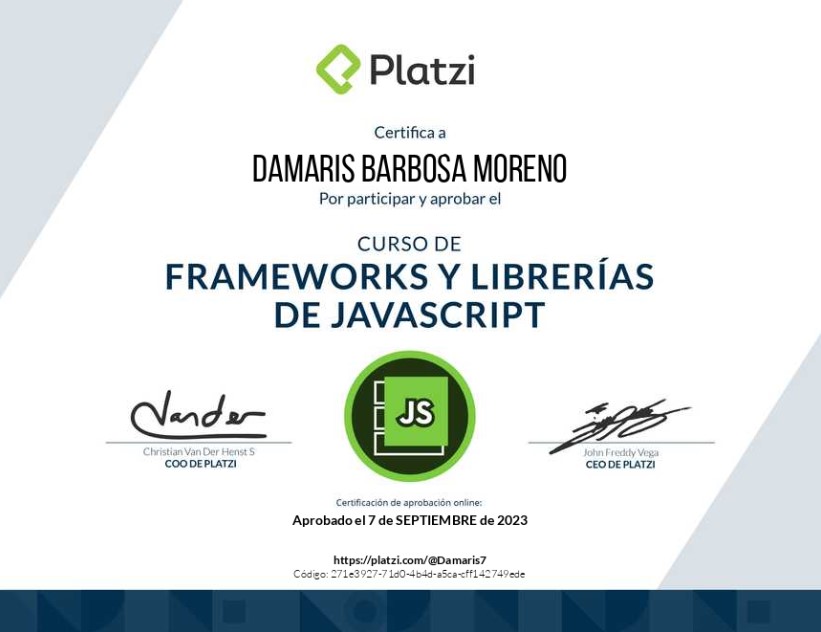 Platzi
Certifica a
DAMARIS BARBOSA MORENO
Por participar y aprobar el
CURSO DE
FRAMEWORKS Y LIBRERÍAS
DE JAVASCRIPT
JS
Christian Van Der Henst S
COO DE PLATZI
John Freddy Vega
CEO DE PLATZI
Certificación de aprobación online:
Aprobado el 7 de SEPTIEMBRE de 2023
https://platzi.com/@Damaris7
Código: 271e3927-71d0-4b4d-a5ca-cff142749ede